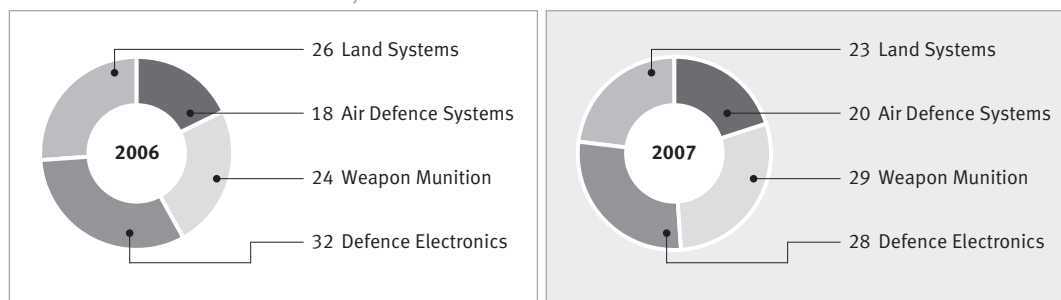 26 Land Systems
18 Air Defence Systems
2006
24 Weapon Munition
32 Defence Electronics
23 Land Systems
20 Air Defence Systems
2007
29 Weapon Munition
28 Defence Electronics